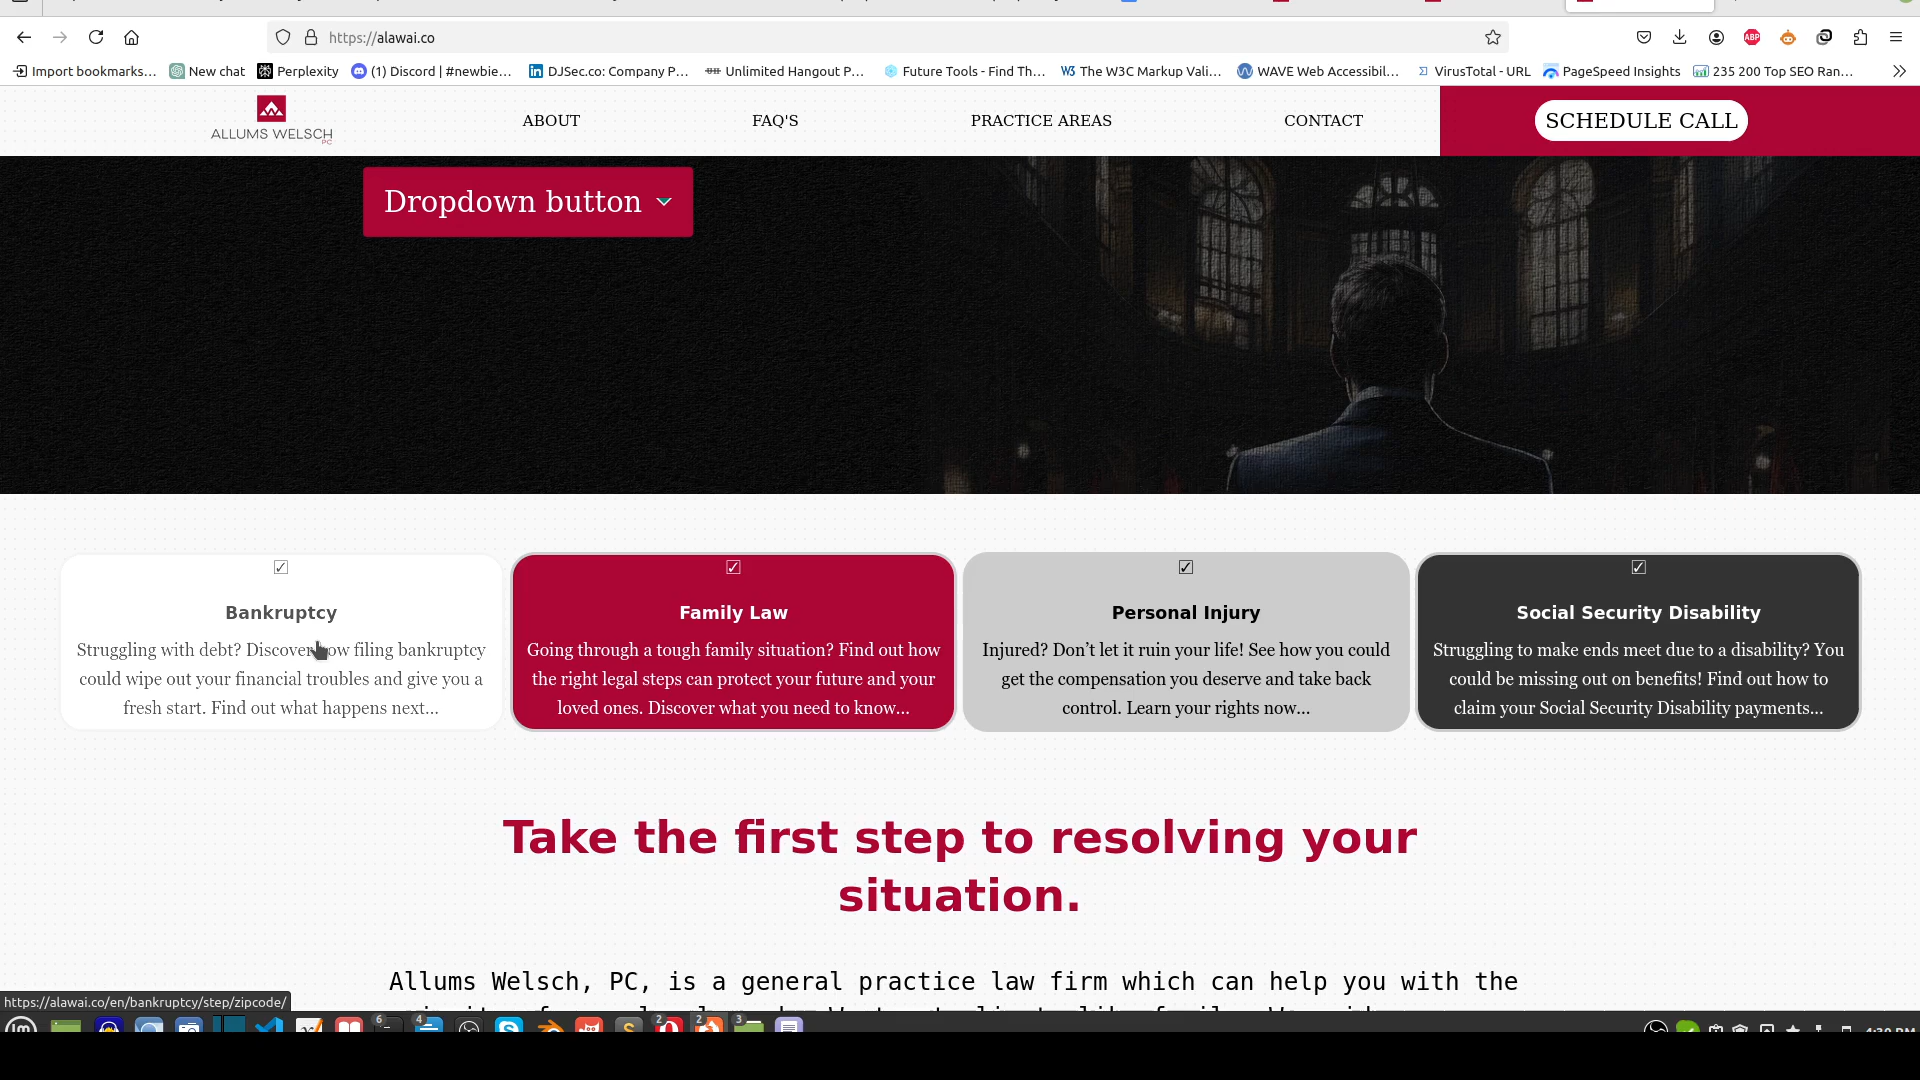 https://alawai.co
Import bookmarks... New chat Perplexity (1) Discord | #newbie... DJSec.co: Company P... Unlimited Hangout P... Future Tools - Find Th... The W3C Markup Vali... WAVE Web Accessibil... VirusTotal - URL PageSpeed Insights 235 200 Top SEO Ran...
ALLUMS WELSCH
PC
ABOUT FAQ'S PRACTICE AREAS CONTACT SCHEDULE CALL
Dropdown button
Bankruptcy
Struggling with debt? Discover how filing bankruptcy
could wipe out your financial troubles and give you a
fresh start. Find out what happens next...
Family Law
Going through a tough family situation? Find out how
the right legal steps can protect your future and your
loved ones. Discover what you need to know...
Personal Injury
Injured? Don’t let it ruin your life! See how you could
get the compensation you deserve and take back
control. Learn your rights now...
Social Security Disability
Struggling to make ends meet due to a disability? You
could be missing out on benefits! Find out how to
claim your Social Security Disability payments...
Take the first step to resolving your
situation.
Allums Welsch, PC, is a general practice law firm which can help you with the
https://alawai.co/en/bankruptcy/step/zipcode/
6 4 2 2 3
4:30 PM